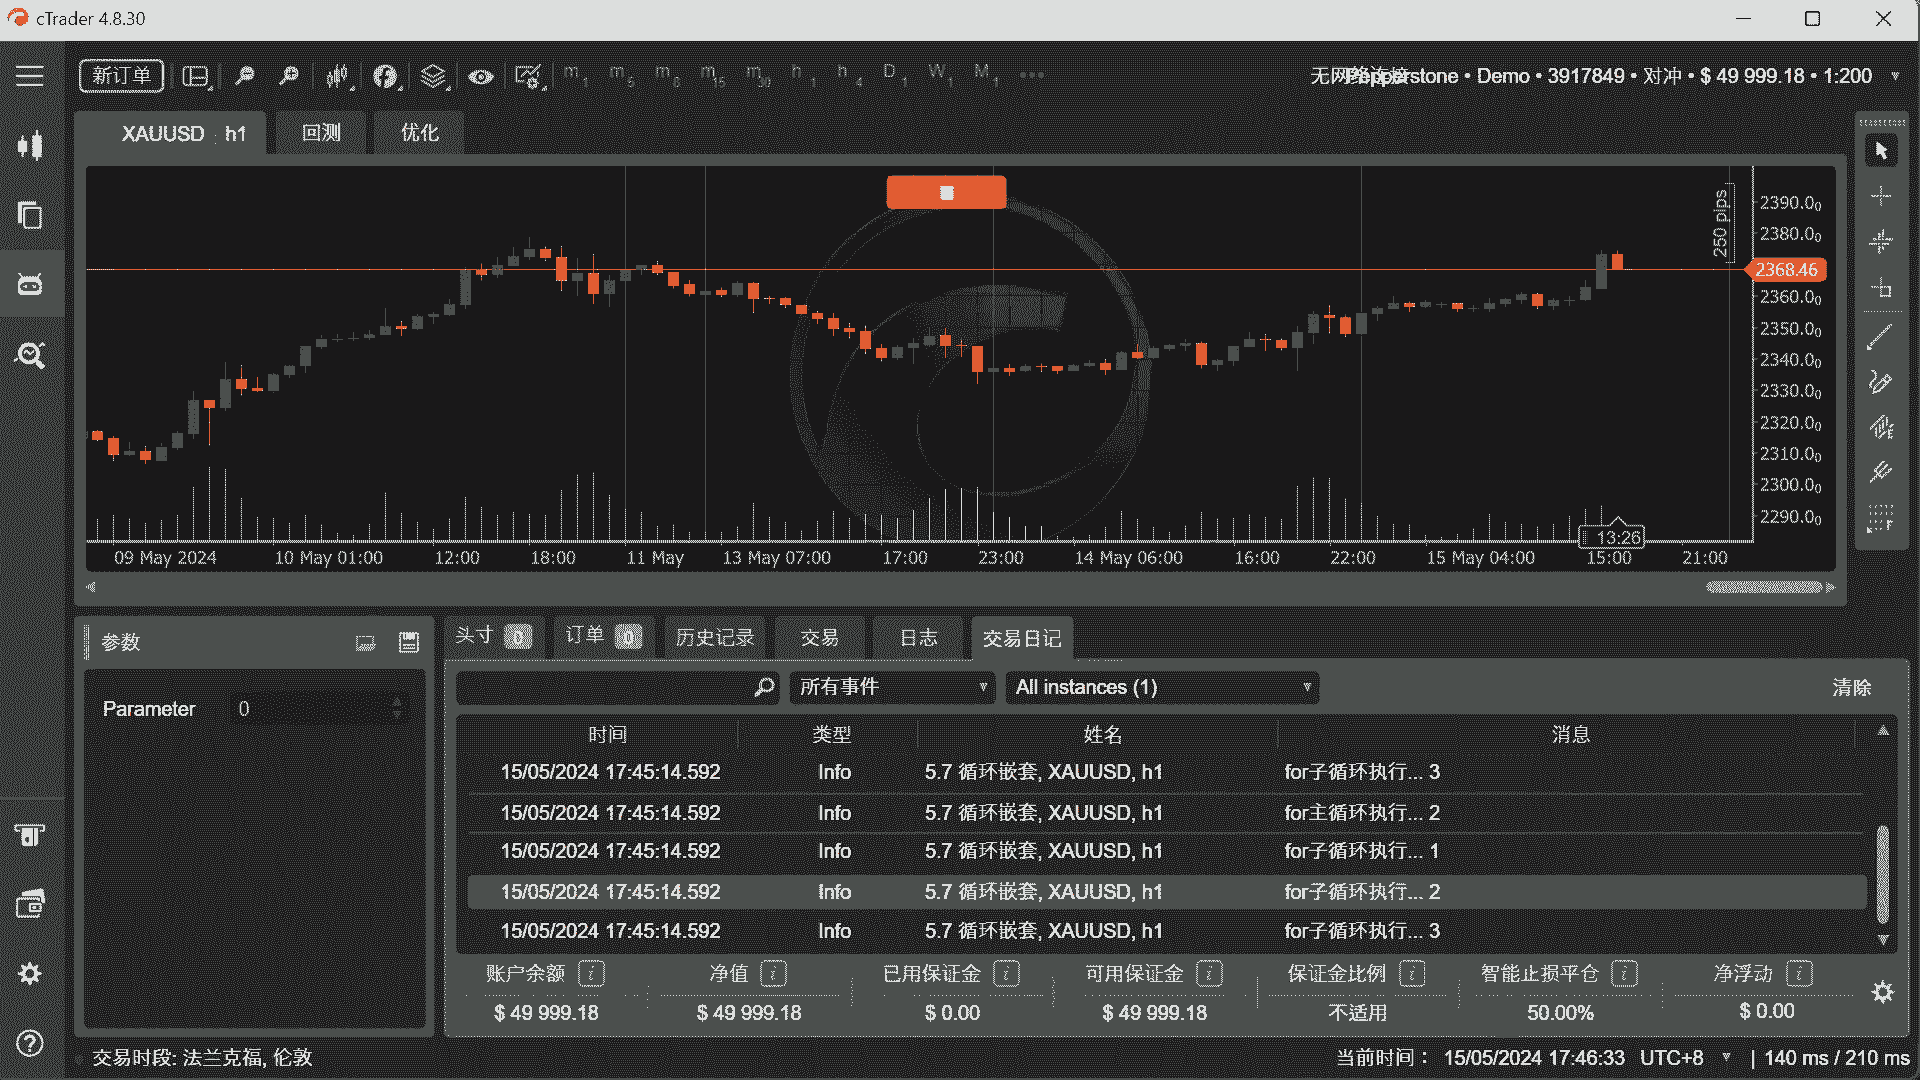 cTrader 4.8.30
新订单
m1 m5 m8 m15 m30 h1 h4 D1 W1 M1
Pepperstone • Demo • 3917849 • 对冲 • $ 49 999.18 • 1:200
XAUUSD h1 回测 优化
250 pips
2390.00
2380.00
2368.46
2360.00
2350.00
2340.00
2330.00
2320.00
2310.00
2300.00
2290.00
13:26
09 May 2024 10 May 01:00 12:00 18:00 11 May 13 May 07:00 17:00 23:00 14 May 06:00 16:00 22:00 15 May 04:00 15:00 21:00
参数
Parameter 0
头寸 0 订单 0 历史记录 交易 日志 交易日记
所有事件 All instances (1) 清除
时间 类型 姓名 消息
15/05/2024 17:45:14.592 Info 5.7 循环嵌套, XAUUSD, h1 for子循环执行... 3
15/05/2024 17:45:14.592 Info 5.7 循环嵌套, XAUUSD, h1 for主循环执行... 2
15/05/2024 17:45:14.592 Info 5.7 循环嵌套, XAUUSD, h1 for子循环执行... 1
15/05/2024 17:45:14.592 Info 5.7 循环嵌套, XAUUSD, h1 for子循环执行... 2
15/05/2024 17:45:14.592 Info 5.7 循环嵌套, XAUUSD, h1 for子循环执行... 3
账户余额 净值 已用保证金 可用保证金 保证金比例 智能止损平仓 净浮动
$ 49 999.18 $ 49 999.18 $ 0.00 $ 49 999.18 不适用 50.00% $ 0.00
交易时段: 法兰克福, 伦敦
当前时间： 15/05/2024 17:46:33 UTC+8 | 140 ms / 210 ms